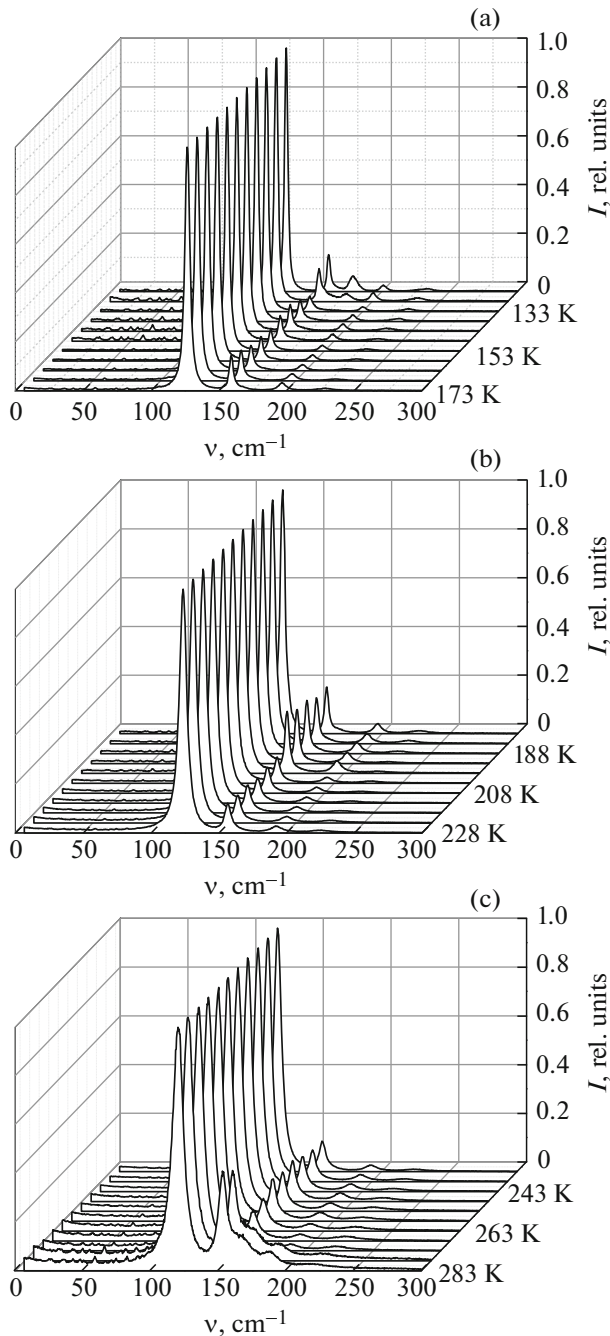 (a)
1.0
0.8
0.6
0.4
0.2
0
I, rel. units
133 K
153 K
173 K
0 50 100 150 200 250 300
ν, cm−1
(b)
1.0
0.8
0.6
0.4
0.2
0
I, rel. units
188 K
208 K
228 K
0 50 100 150 200 250 300
ν, cm−1
(c)
1.0
0.8
0.6
0.4
0.2
0
I, rel. units
243 K
263 K
283 K
0 50 100 150 200 250 300
ν, cm−1